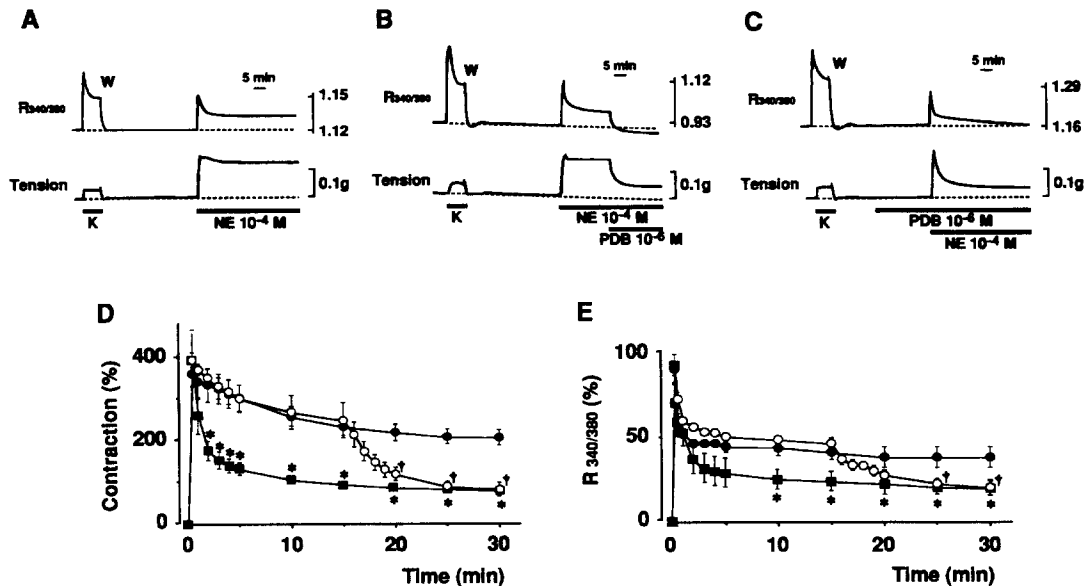 A
W
5 min
R340/380
1.15
1.12
Tension
0.1g
K
NE 10-4 M
B
W
5 min
R340/380
1.12
0.93
Tension
0.1g
K
NE 10-4 M
PDB 10-6 M
C
W
5 min
R340/380
1.29
1.16
Tension
0.1g
K
PDB 10-6 M
NE 10-4 M
D
Contraction (%)
400
200
0
* * * * * * * * *
† † †
0 10 20 30
Time (min)
E
R 340/380 (%)
100
50
0
* * * * *
† †
0 10 20 30
Time (min)